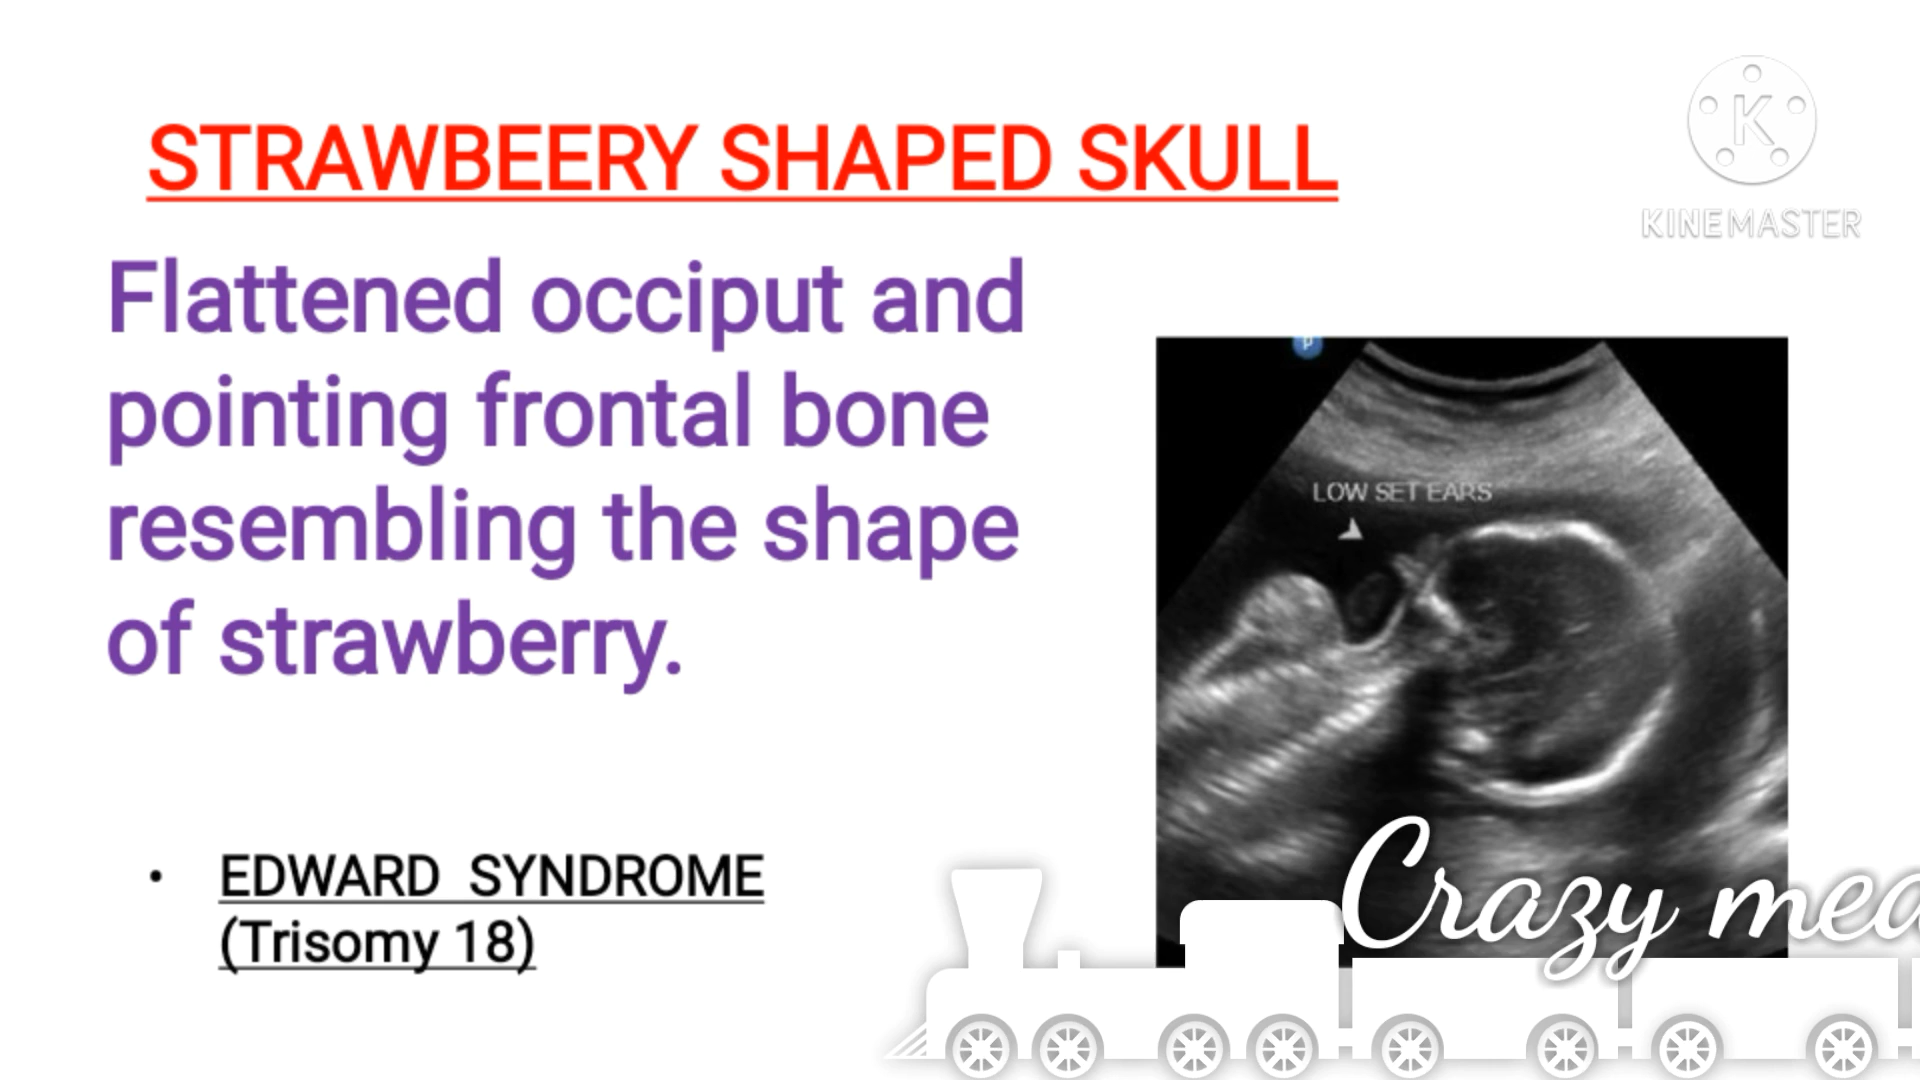 STRAWBEERY SHAPED SKULL
K
KINEMASTER
Flattened occiput and
pointing frontal bone
resembling the shape
of strawberry.
p
LOW SET EARS
• EDWARD SYNDROME
(Trisomy 18)
Crazy